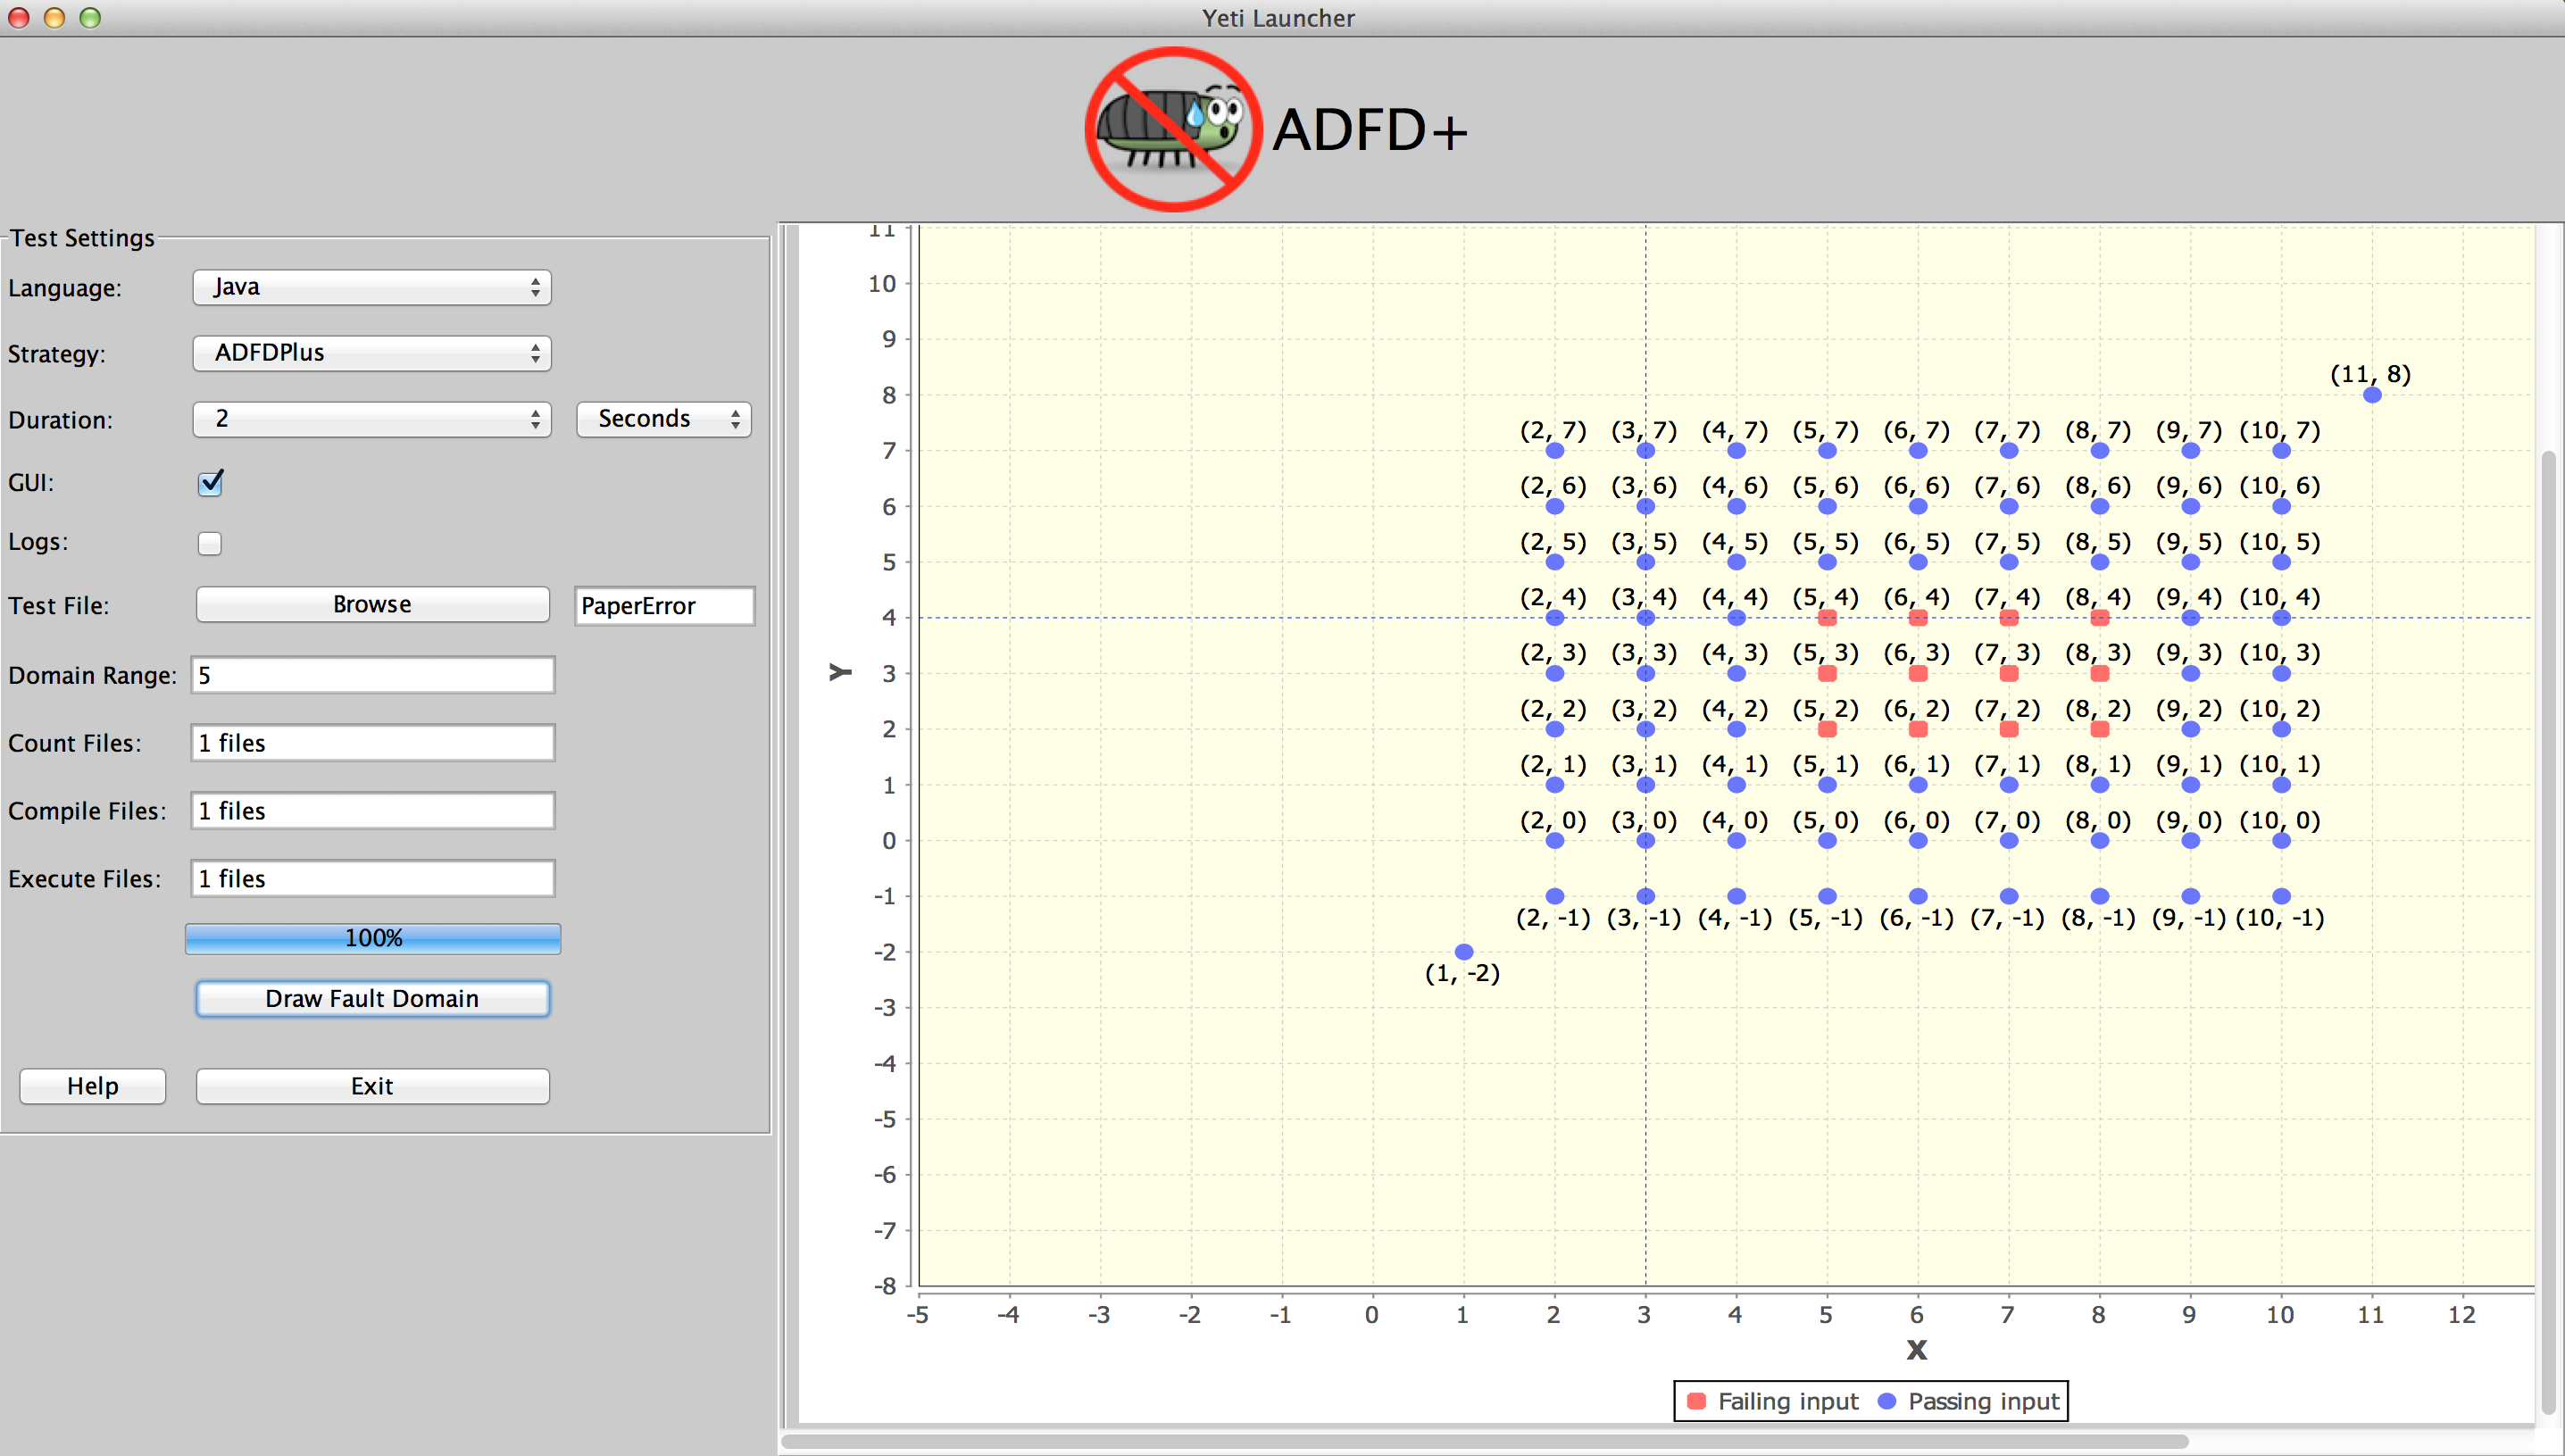 Yeti Launcher
ADFD+
Test Settings
Language: Java
Strategy: ADFDPlus
Duration: 2 Seconds
GUI:
Logs:
Test File: Browse PaperError
Domain Range: 5
Count Files: 1 files
Compile Files: 1 files
Execute Files: 1 files
100%
Draw Fault Domain
Help Exit
11
10
9
(11, 8)
8
(2, 7) (3, 7) (4, 7) (5, 7) (6, 7) (7, 7) (8, 7) (9, 7) (10, 7)
7
(2, 6) (3, 6) (4, 6) (5, 6) (6, 6) (7, 6) (8, 6) (9, 6) (10, 6)
6
(2, 5) (3, 5) (4, 5) (5, 5) (6, 5) (7, 5) (8, 5) (9, 5) (10, 5)
5
(2, 4) (3, 4) (4, 4) (5, 4) (6, 4) (7, 4) (8, 4) (9, 4) (10, 4)
4
(2, 3) (3, 3) (4, 3) (5, 3) (6, 3) (7, 3) (8, 3) (9, 3) (10, 3)
Y
3
(2, 2) (3, 2) (4, 2) (5, 2) (6, 2) (7, 2) (8, 2) (9, 2) (10, 2)
2
(2, 1) (3, 1) (4, 1) (5, 1) (6, 1) (7, 1) (8, 1) (9, 1) (10, 1)
1
(2, 0) (3, 0) (4, 0) (5, 0) (6, 0) (7, 0) (8, 0) (9, 0) (10, 0)
0
-1
(2, -1) (3, -1) (4, -1) (5, -1) (6, -1) (7, -1) (8, -1) (9, -1) (10, -1)
-2
(1, -2)
-3
-4
-5
-6
-7
-8
-5 -4 -3 -2 -1 0 1 2 3 4 5 6 7 8 9 10 11 12
X
Failing input Passing input